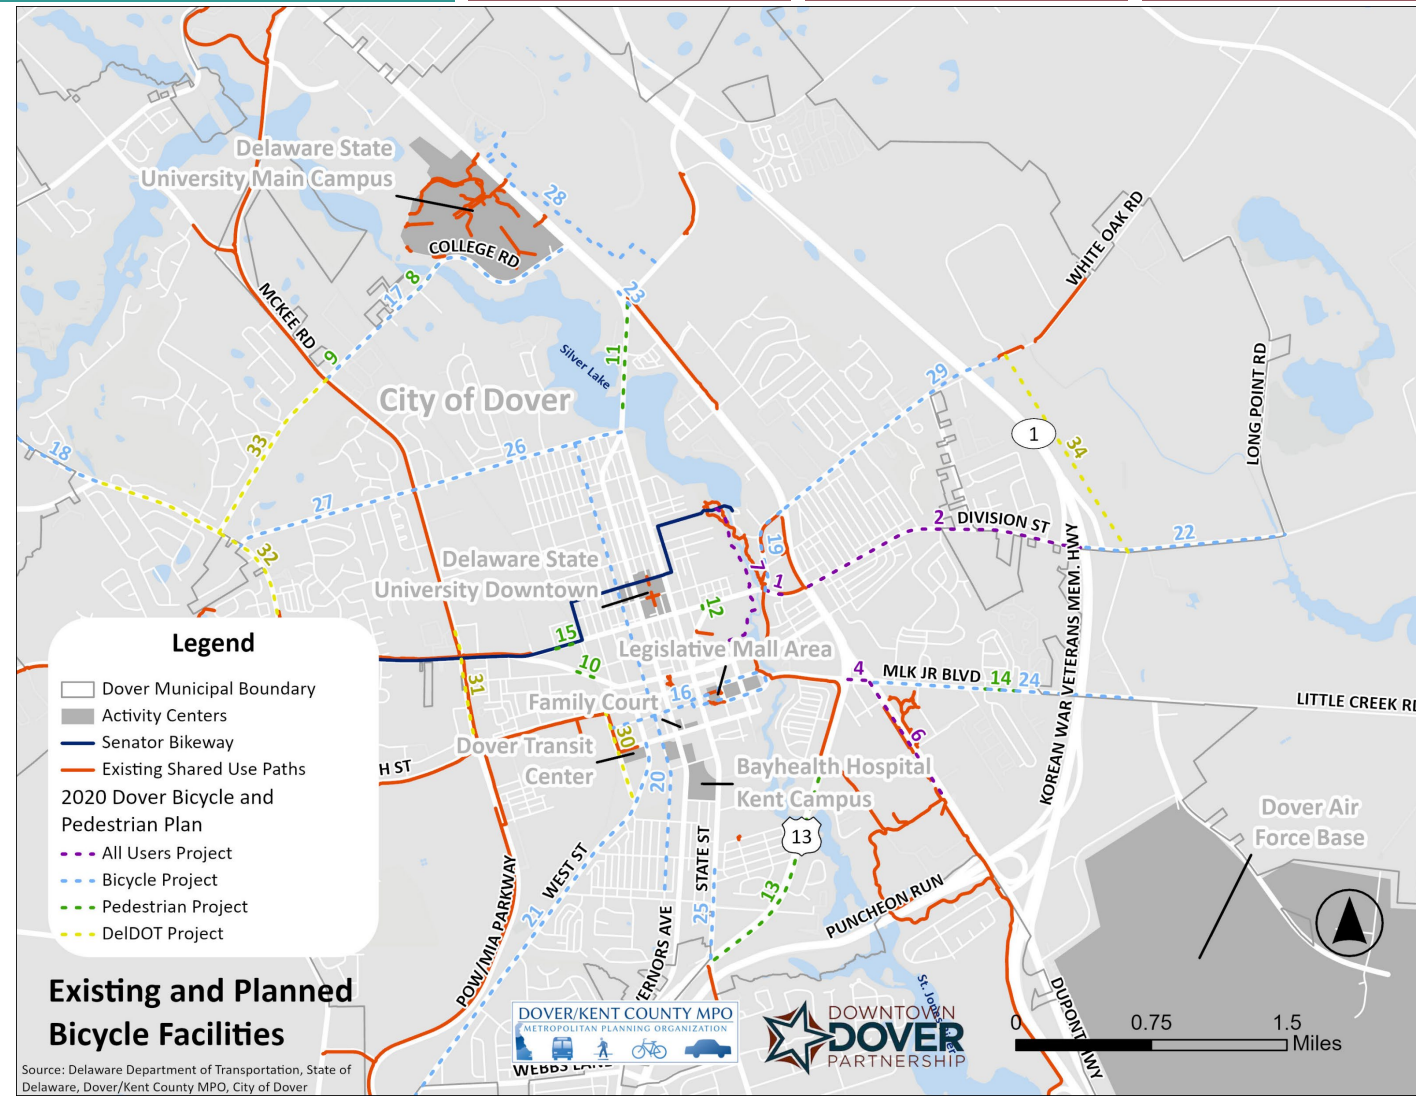 Delaware State
University Main Campus
28
COLLEGE RD
8
17
23
WHITE OAK RD
MCKEE RD
9
11
Silver Lake
29
LONG POINT RD
City of Dover
1
34
18
33
26
27
2
DIVISION ST
22
32
19
KOREAN WAR VETERANS MEM. HWY
Delaware State
University Downtown
7
1
12
15
10
Legislative Mall Area
4
MLK JR BLVD
14
24
LITTLE CREEK RD
31
16
Family Court
30
6
Dover Transit
Center
H ST
20
Bayhealth Hospital
Kent Campus
13
Dover Air
Force Base
Legend
Dover Municipal Boundary
Activity Centers
Senator Bikeway
Existing Shared Use Paths
2020 Dover Bicycle and
Pedestrian Plan
All Users Project
Bicycle Project
Pedestrian Project
DelDOT Project
WEST ST
STATE ST
13
21
25
PUNCHEON RUN
POW/MIA PARKWAY
VERNORS AVE
St. Jones
DUPONT HWY
Existing and Planned
Bicycle Facilities
Source: Delaware Department of Transportation, State of
Delaware, Dover/Kent County MPO, City of Dover
DOVER/KENT COUNTY MPO
METROPOLITAN PLANNING ORGANIZATION
WEBBS LAN
DOWNTOWN
DOVER
PARTNERSHIP
0 0.75 1.5
Miles